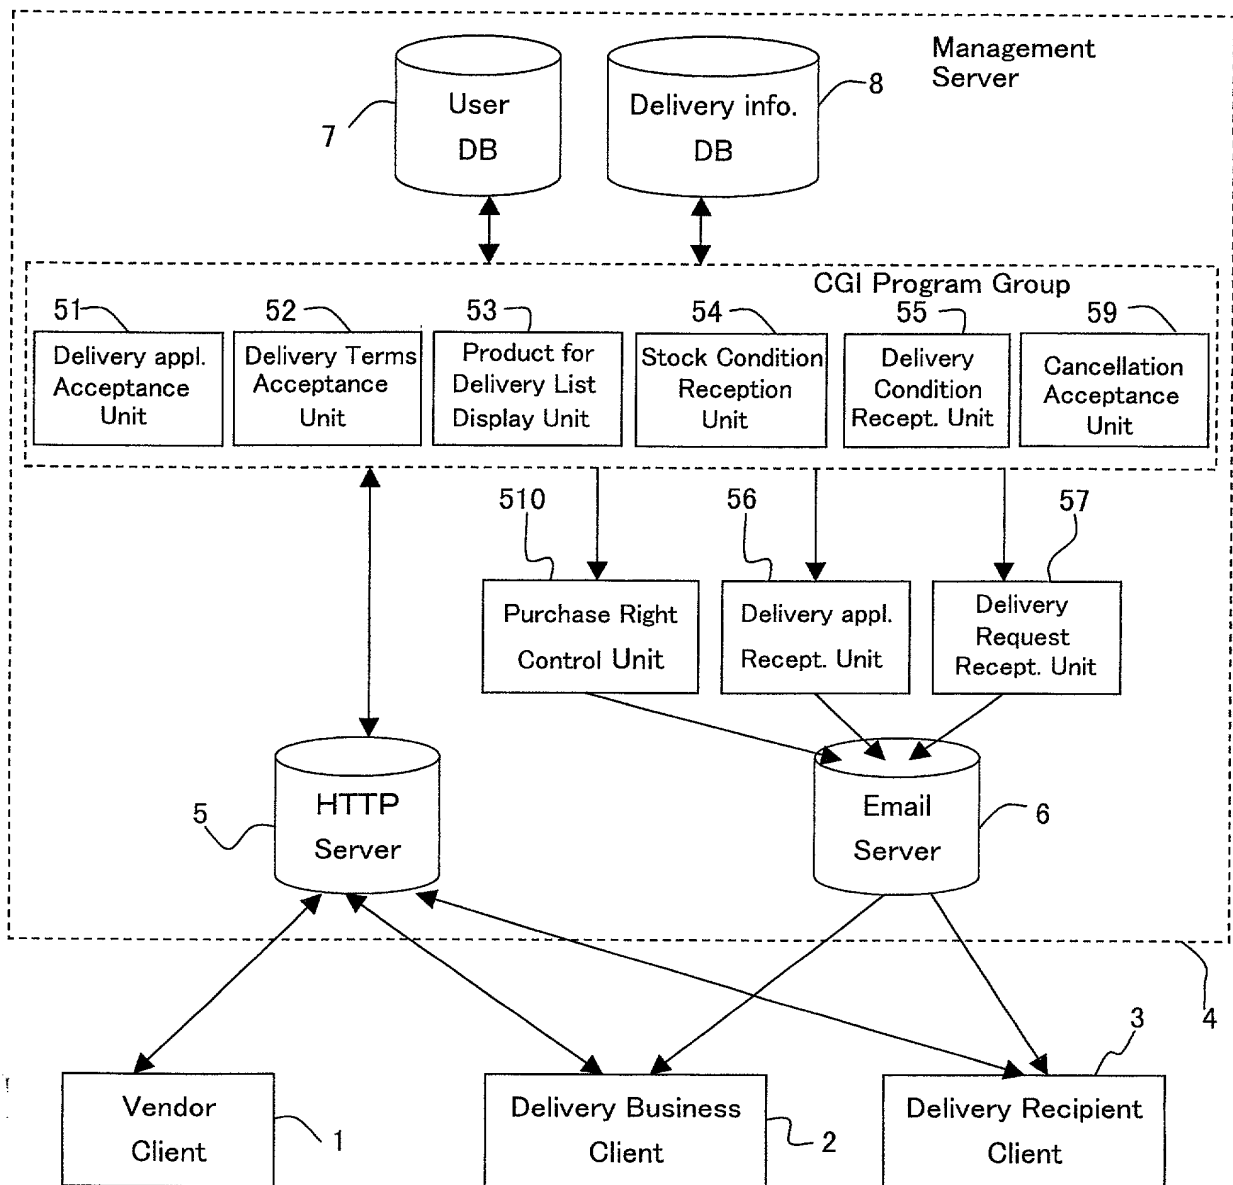 Management
Server
User
DB
7
Delivery info.
DB
8
CGI Program Group
51
52
53
54
55
59
Delivery appl.
Acceptance
Unit
Delivery Terms
Acceptance
Unit
Product for
Delivery List
Display Unit
Stock Condition
Reception
Unit
Delivery
Condition
Recept. Unit
Cancellation
Acceptance
Unit
510
56
57
Purchase Right
Control Unit
Delivery appl.
Recept. Unit
Delivery
Request
Recept. Unit
5
HTTP
Server
Email
Server
6
4
3
Vendor
Client
1
Delivery Business
Client
2
Delivery Recipient
Client